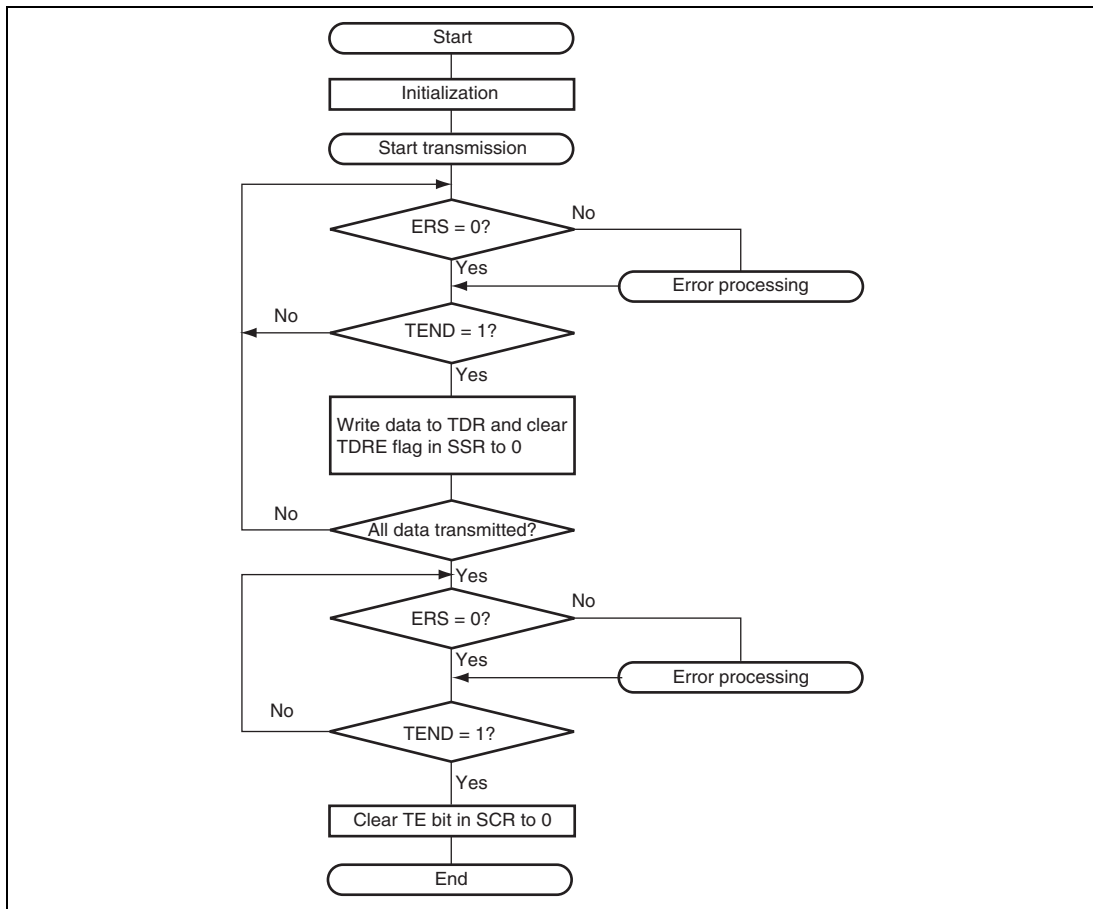 Start
Initialization
Start transmission
ERS = 0?
No
Yes
Error processing
No
TEND = 1?
Yes
Write data to TDR and clear
TDRE flag in SSR to 0
No
All data transmitted?
Yes
ERS = 0?
No
Yes
Error processing
No
TEND = 1?
Yes
Clear TE bit in SCR to 0
End